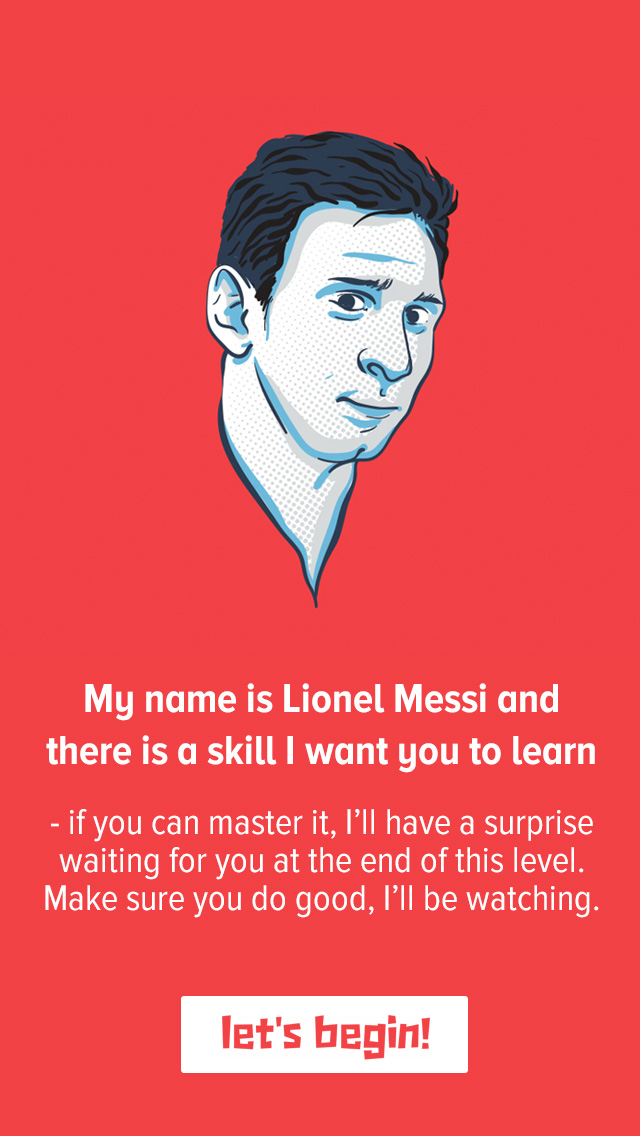 My name is Lionel Messi and
there is a skill I want you to learn
- if you can master it, I'll have a surprise
waiting for you at the end of this level.
Make sure you do good, I'll be watching.
let's begin!